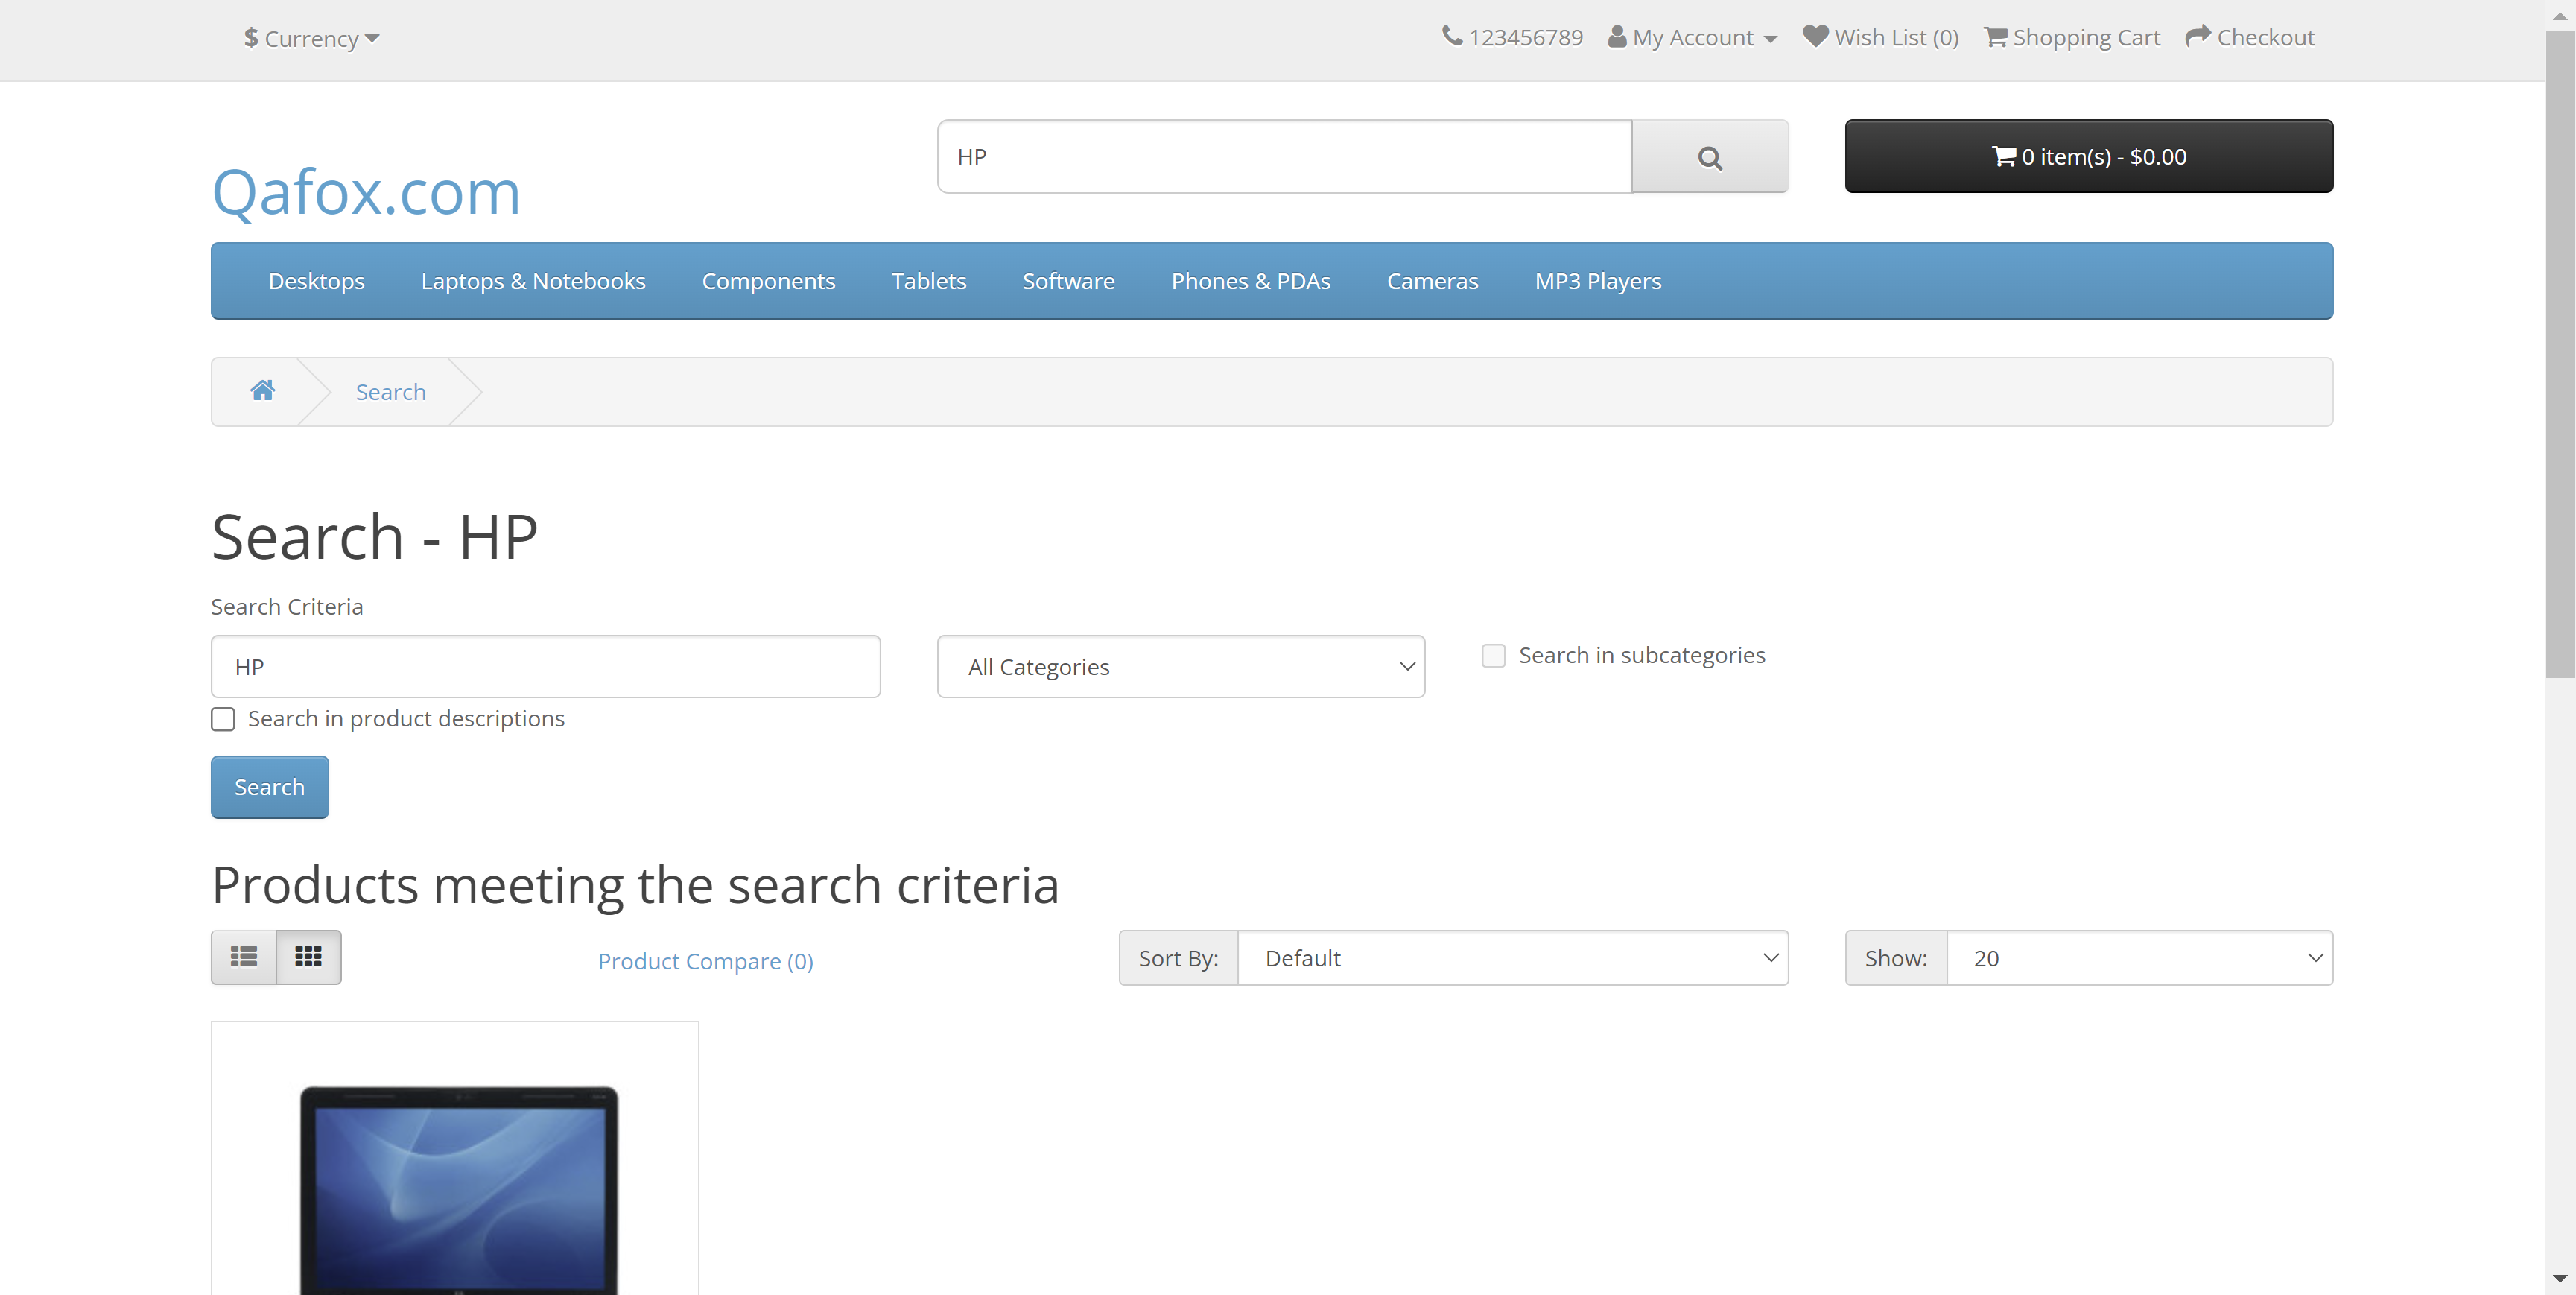 $ Currency
123456789 My Account Wish List (0) Shopping Cart Checkout
Qafox.com
HP
0 item(s) - $0.00
Desktops Laptops & Notebooks Components Tablets Software Phones & PDAs Cameras MP3 Players
Search
Search - HP
Search Criteria
HP All Categories Search in subcategories
Search in product descriptions
Search
Products meeting the search criteria
Product Compare (0) Sort By: Default Show: 20